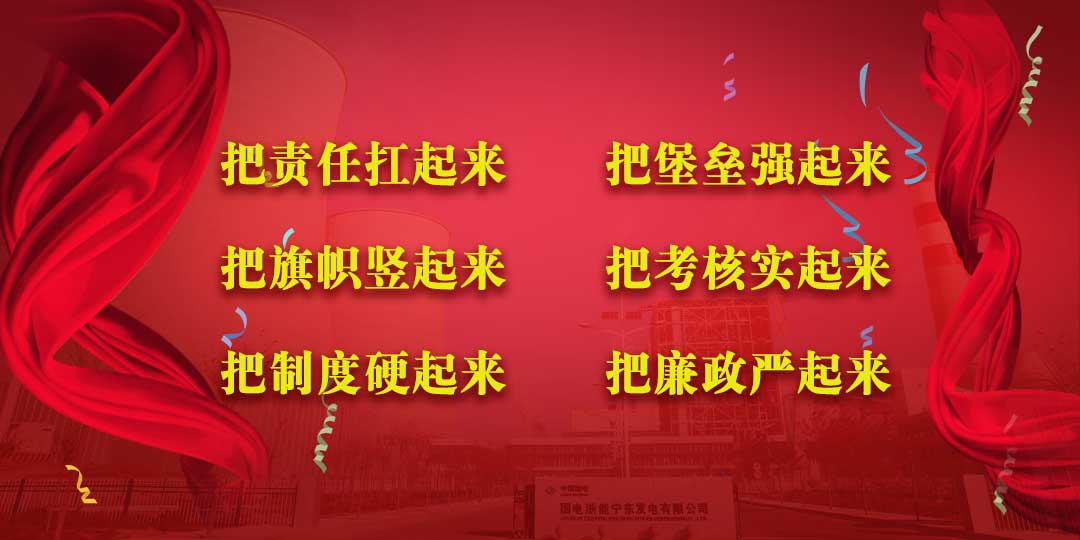 把责任扛起来
把旗帜竖起来
把制度硬起来
把堡垒强起来
把考核实起来
把廉政严起来
中国国电
国电浙能宁东发电有限公司